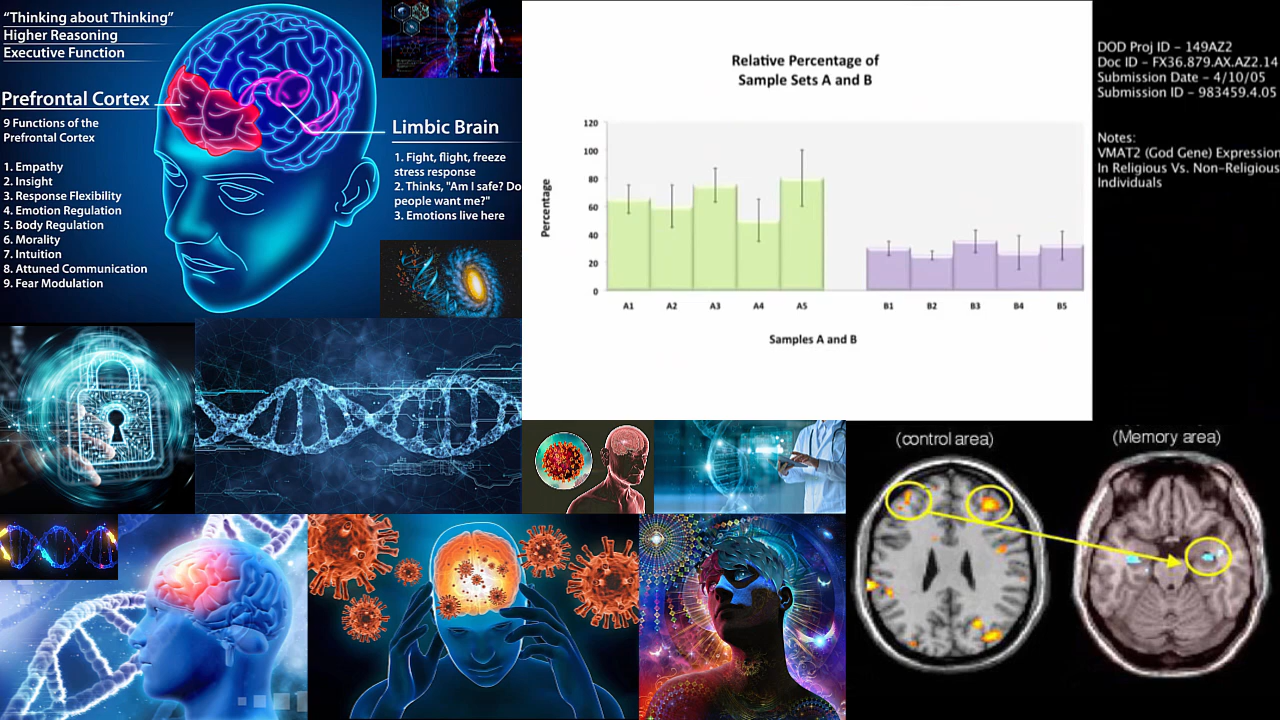 “Thinking about Thinking”
Higher Reasoning
Executive Function
Prefrontal Cortex
9 Functions of the
Prefrontal Cortex
1. Empathy
2. Insight
3. Response Flexibility
4. Emotion Regulation
5. Body Regulation
6. Morality
7. Intuition
8. Attuned Communication
9. Fear Modulation
Limbic Brain
1. Fight, flight, freeze
stress response
2. Thinks, "Am I safe? Do
people want me?"
3. Emotions live here
Relative Percentage of
Sample Sets A and B
Percentage
120
100
80
60
40
20
0
A1 A2 A3 A4 A5 B1 B2 B3 B4 B5
Samples A and B
DOD Proj ID – 149AZ2
Doc ID – FX36.879.AX.AZ2.14
Submission Date – 4/10/05
Submission ID – 983459.4.05
Notes:
VMAT2 (God Gene) Expression
In Religious Vs. Non-Religious
Individuals
(control area)
(Memory area)